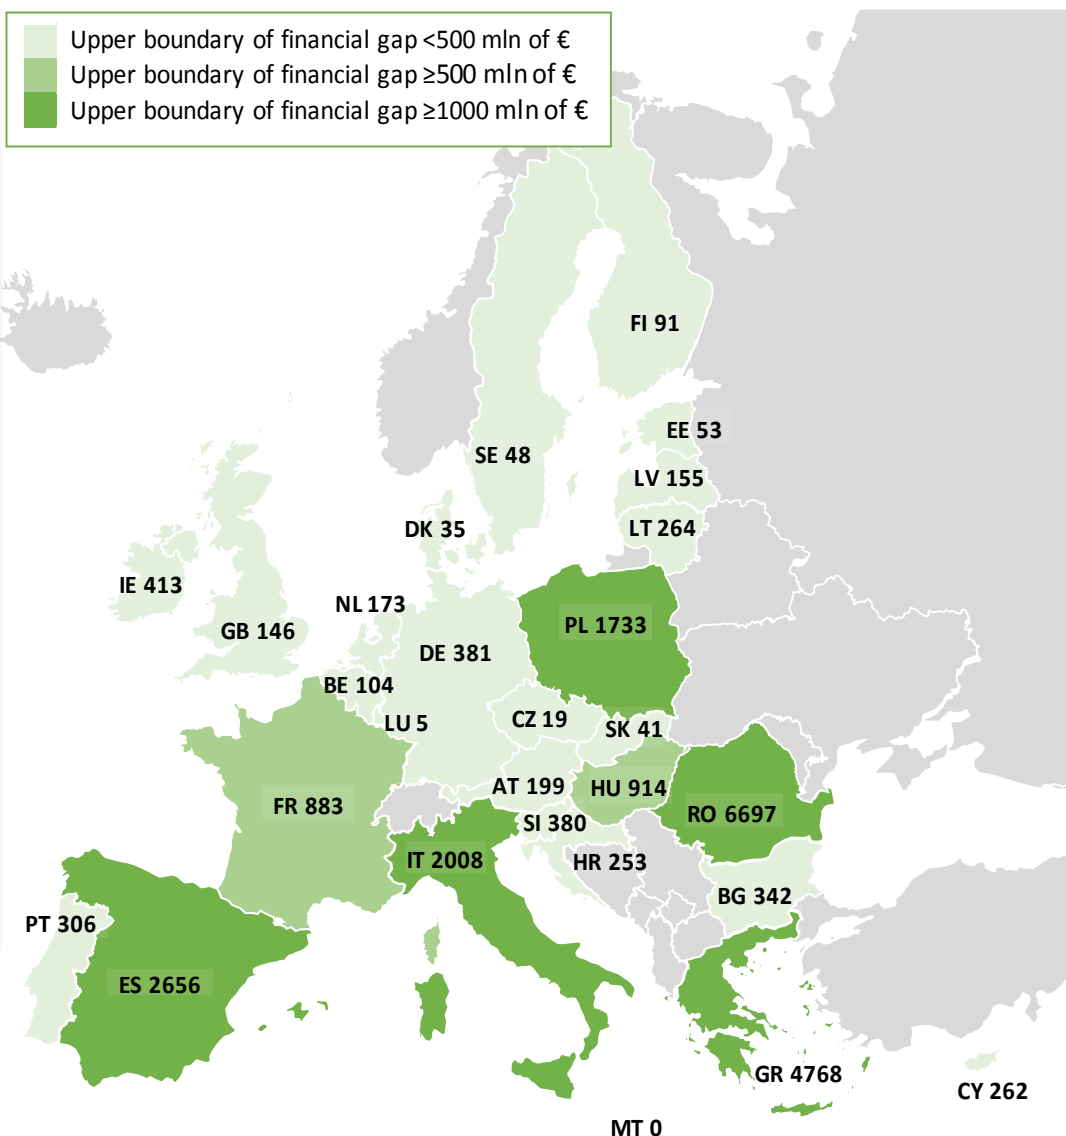 Upper boundary of financial gap <500 mln of €
Upper boundary of financial gap ≥500 mln of €
Upper boundary of financial gap ≥1000 mln of €
FI 91
EE 53
SE 48
LV 155
LT 264
DK 35
IE 413
NL 173
GB 146
PL 1733
DE 381
BE 104
LU 5
CZ 19
SK 41
AT 199
HU 914
FR 883
RO 6697
SI 380
IT 2008
HR 253
BG 342
PT 306
ES 2656
GR 4768
CY 262
MT 0